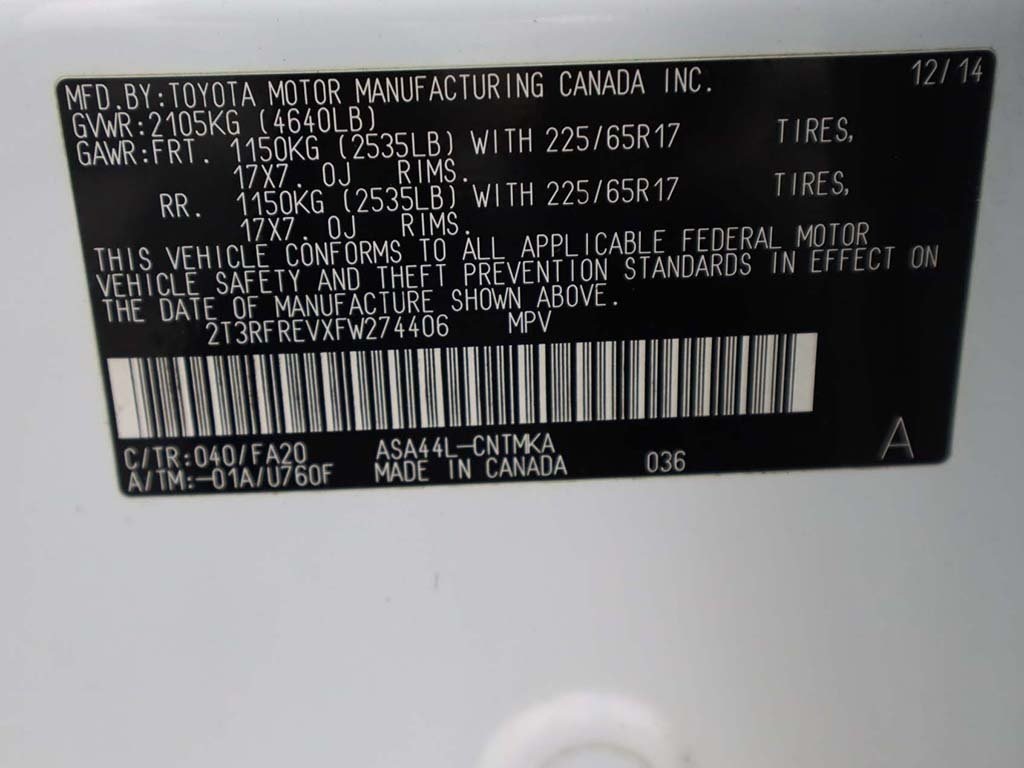 12/14
MFD.BY:TOYOTA MOTOR MANUFACTURING CANADA INC.
GVWR:2105KG (4640LB)
GAWR:FRT. 1150KG (2535LB) WITH 225/65R17 TIRES,
17X7. 0J RIMS.
RR. 1150KG (2535LB) WITH 225/65R17 TIRES,
17X7. 0J RIMS.
THIS VEHICLE CONFORMS TO ALL APPLICABLE FEDERAL MOTOR
VEHICLE SAFETY AND THEFT PREVENTION STANDARDS IN EFFECT ON
THE DATE OF MANUFACTURE SHOWN ABOVE.
2T3RFREVXFW274406 MPV
C/TR:040/FA20 ASA44L-CNTMKA
A/TM:-01A/U760F MADE IN CANADA 036 A